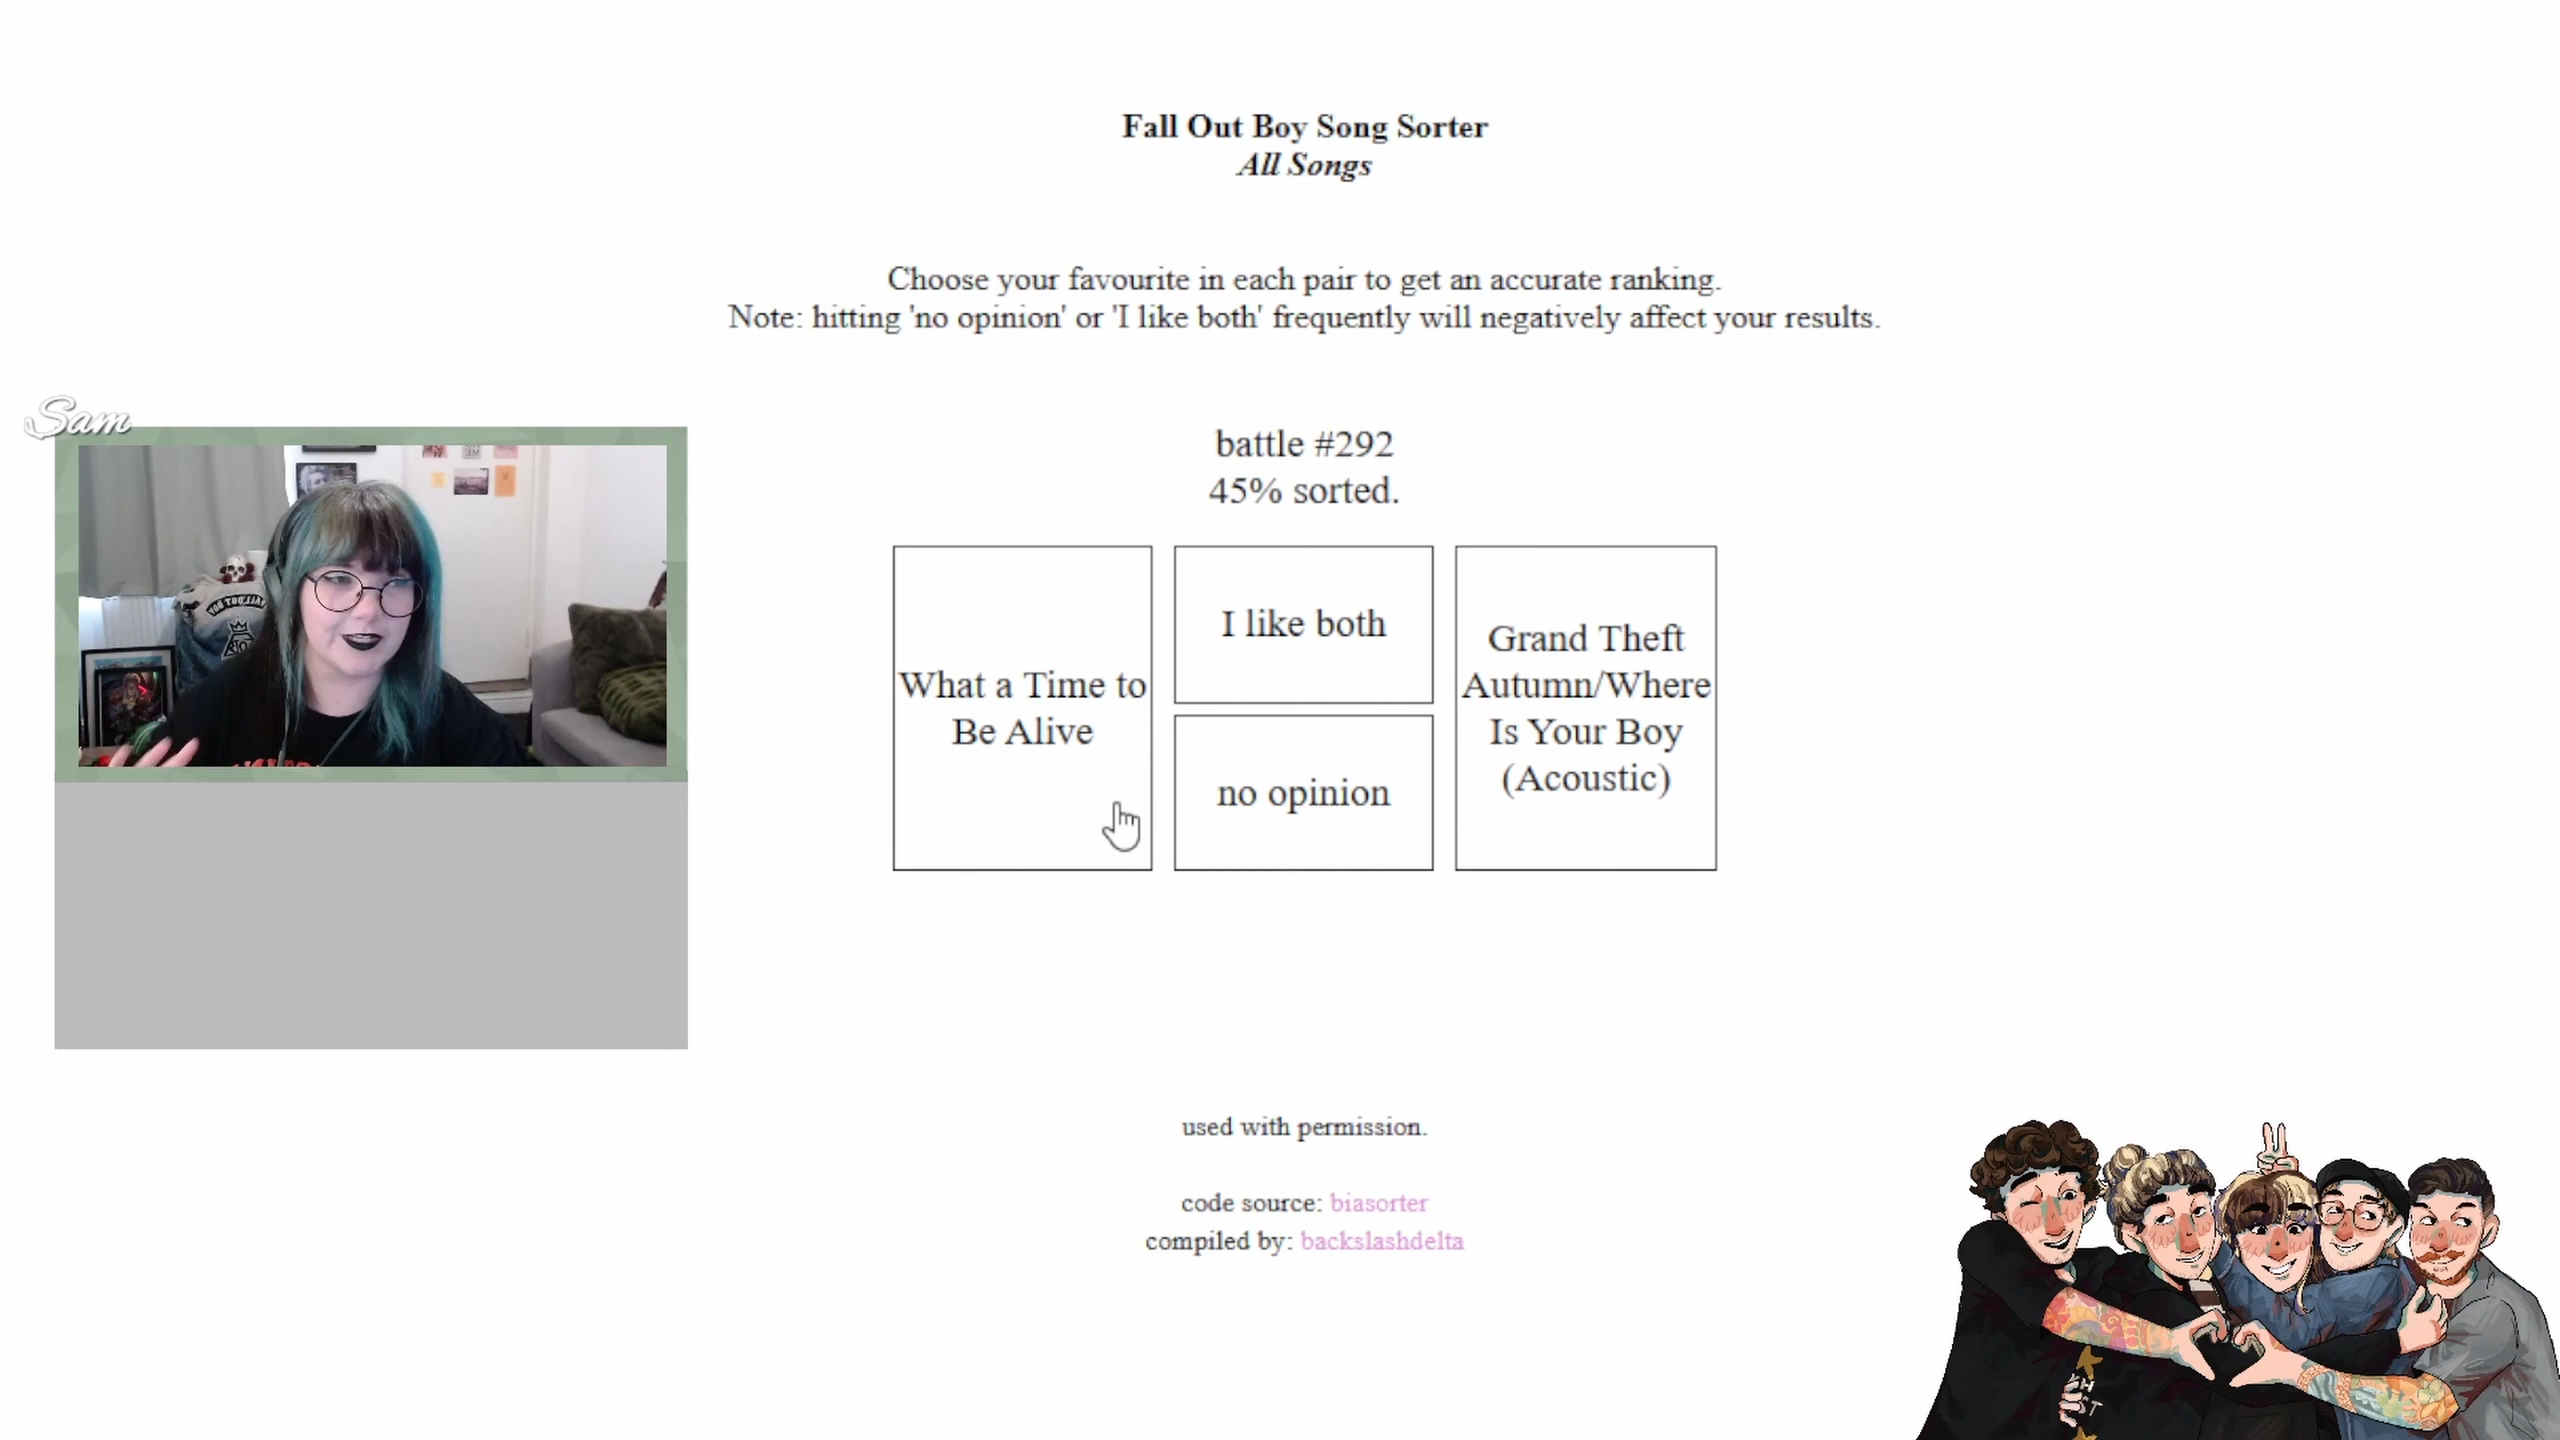 Fall Out Boy Song Sorter
All Songs
Choose your favourite in each pair to get an accurate ranking.
Note: hitting 'no opinion' or 'I like both' frequently will negatively affect your results.
Sam
battle #292
45% sorted.
What a Time to
Be Alive
I like both
no opinion
Grand Theft
Autumn/Where
Is Your Boy
(Acoustic)
used with permission.
code source: biasorter
compiled by: backslashdelta